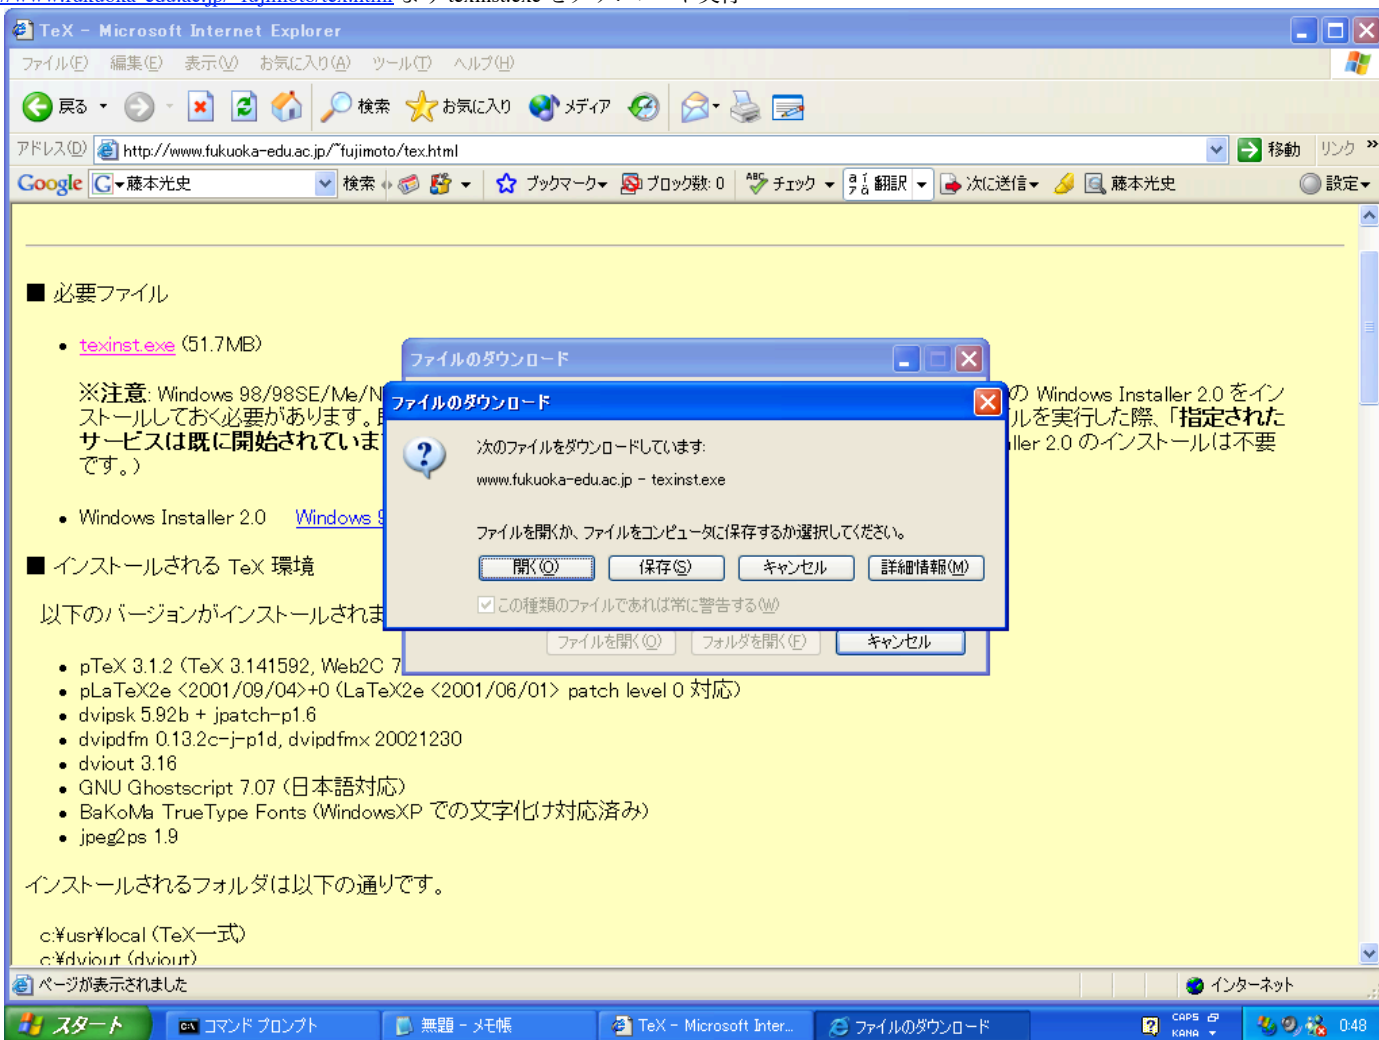 TeX - Microsoft Internet Explorer
ファイル(F) 編集(E) 表示(V) お気に入り(A) ツール(T) ヘルプ(H)
戻る 検索 お気に入り メディア
アドレス(D) http://www.fukuoka-edu.ac.jp/~fujimoto/tex.html 移動 リンク »
Google G 藤本光史 検索 ブックマーク ブロック数: 0 ABC チェック 翻訳 次に送信 藤本光史 設定
■ 必要ファイル
• texinst.exe (51.7MB)
ファイルのダウンロード
※注意: Windows 98/98SE/Me/N の Windows Installer 2.0 をイン
ストールしておく必要があります。 ルを実行した際、「指定された
サービスは既に開始されていま ller 2.0 のインストールは不要
です。)
ファイルのダウンロード
次のファイルをダウンロードしています:
www.fukuoka-edu.ac.jp - texinst.exe
ファイルを開くか、ファイルをコンピュータに保存するか選択してください。
開く(O) 保存(S) キャンセル 詳細情報(M)
この種類のファイルであれば常に警告する(W)
ファイルを開く(O) フォルダを開く(F) キャンセル
• Windows Installer 2.0 Windows 9
■ インストールされる TeX 環境
以下のバージョンがインストールされま
• pTeX 3.1.2 (TeX 3.141592, Web2C 7
• pLaTeX2e <2001/09/04>+0 (LaTeX2e <2001/06/01> patch level 0 対応)
• dvipsk 5.92b + jpatch-p1.6
• dvipdfm 0.13.2c-j-p1d, dvipdfmx 20021230
• dviout 3.16
• GNU Ghostscript 7.07 (日本語対応)
• BaKoMa TrueType Fonts (WindowsXP での文字化け対応済み)
• jpeg2ps 1.9
インストールされるフォルダは以下の通りです。
c:¥usr¥local (TeX一式)
c:¥dviout (dviout)
ページが表示されました インターネット
スタート コマンド プロンプト 無題 - メモ帳 TeX - Microsoft Inter... ファイルのダウンロード CAPS KANA 0:48